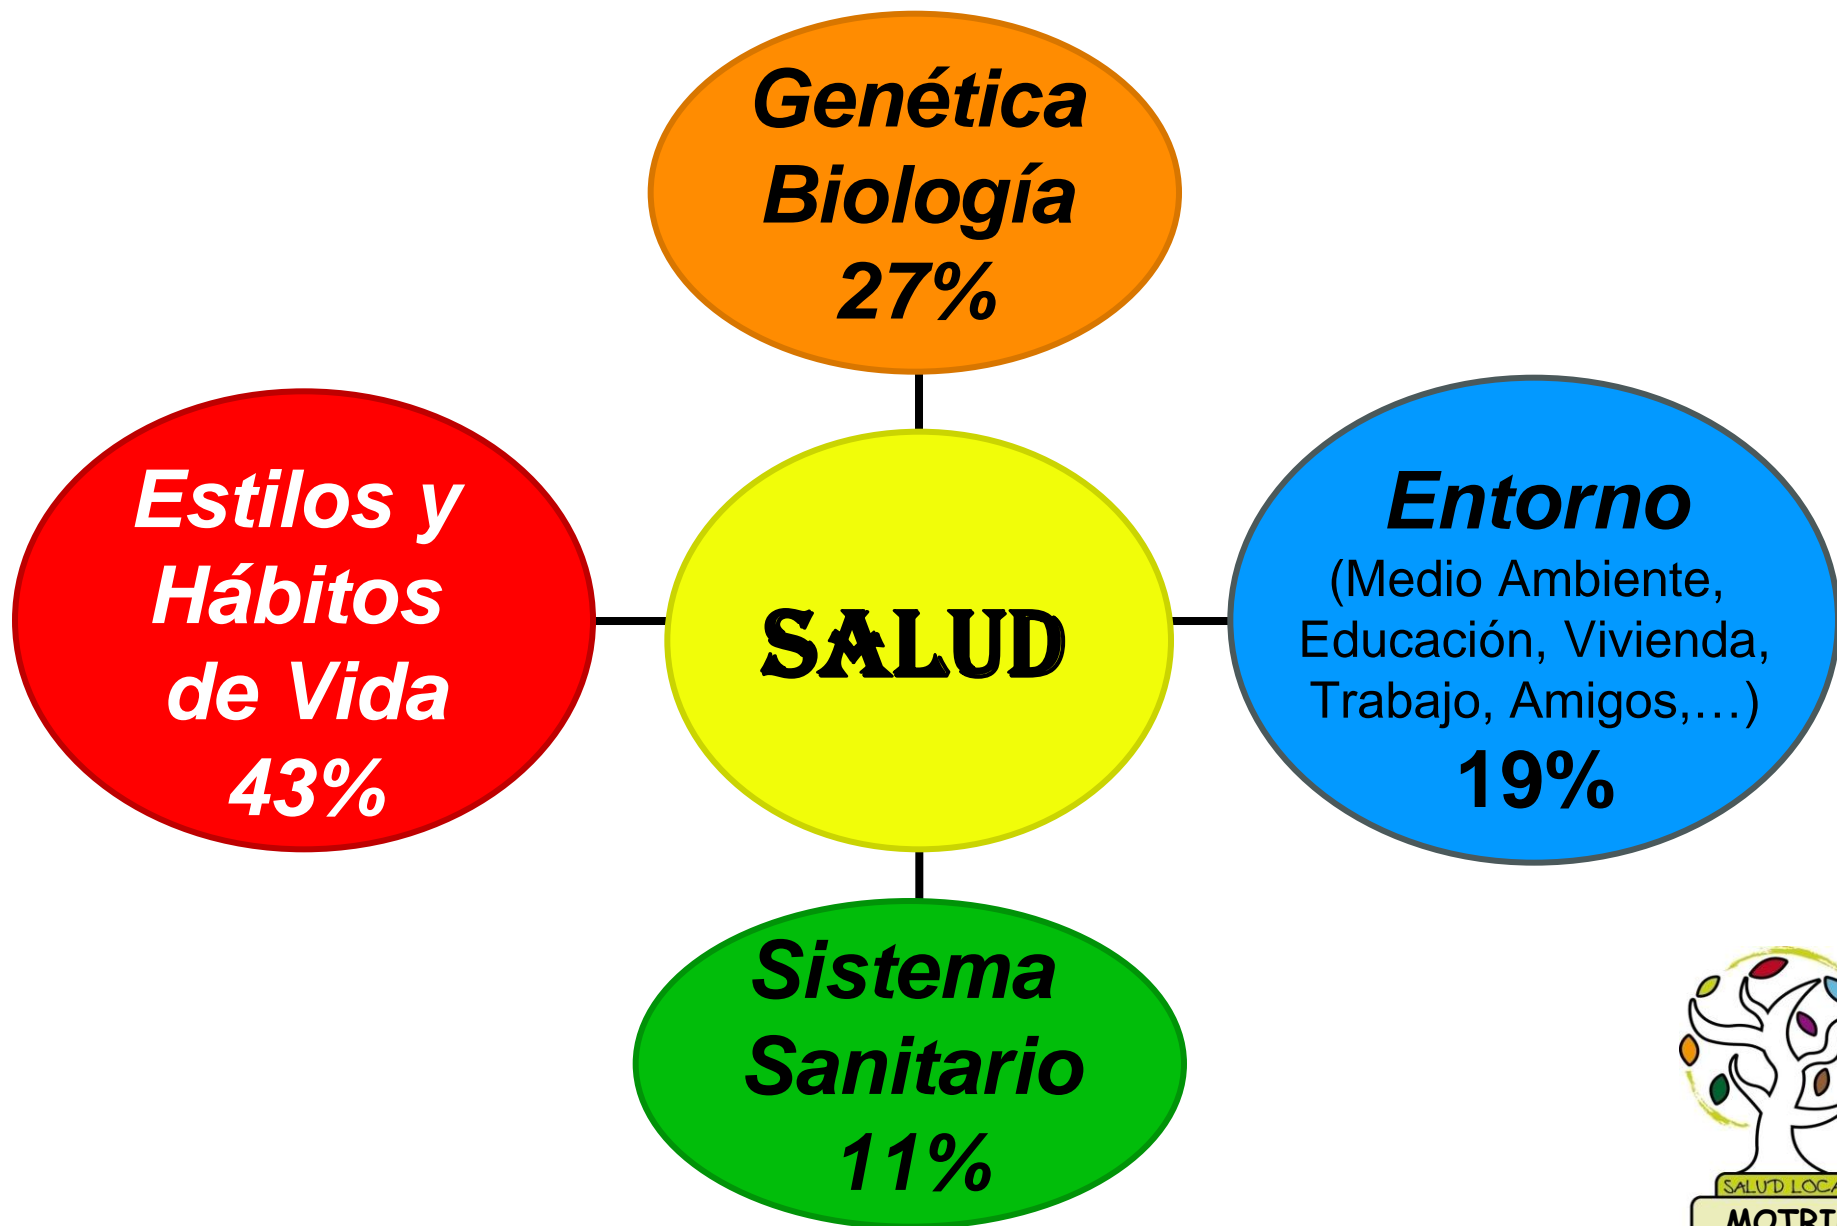 Genética
Biología
27%
Estilos y
Hábitos
de Vida
43%
SALUD
Entorno
(Medio Ambiente,
Educación, Vivienda,
Trabajo, Amigos,…)
19%
Sistema
Sanitario
11%
SALUD